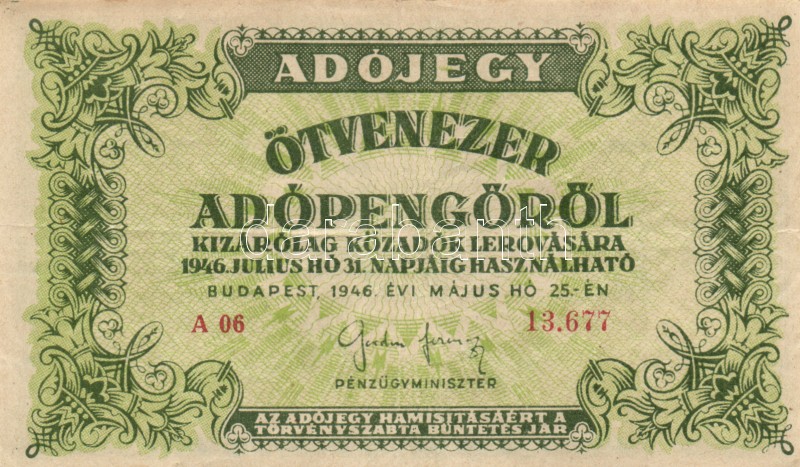 ADÓJEGY
ÖTVENEZER
ADÓPENGŐRŐL
KIZÁRÓLAG KÖZADÓK LEROVÁSÁRA
1946. JULIUS HÓ 31. NAPJÁIG HASZNÁLHATÓ
BUDAPEST, 1946. ÉVI MÁJUS HÓ 25.-ÉN
A 06 13.677
PÉNZÜGYMINISZTER
AZ ADÓJEGY HAMISITÁSÁÉRT A
TÖRVÉNYSZABTA BÜNTETÉS JÁR
darabanth